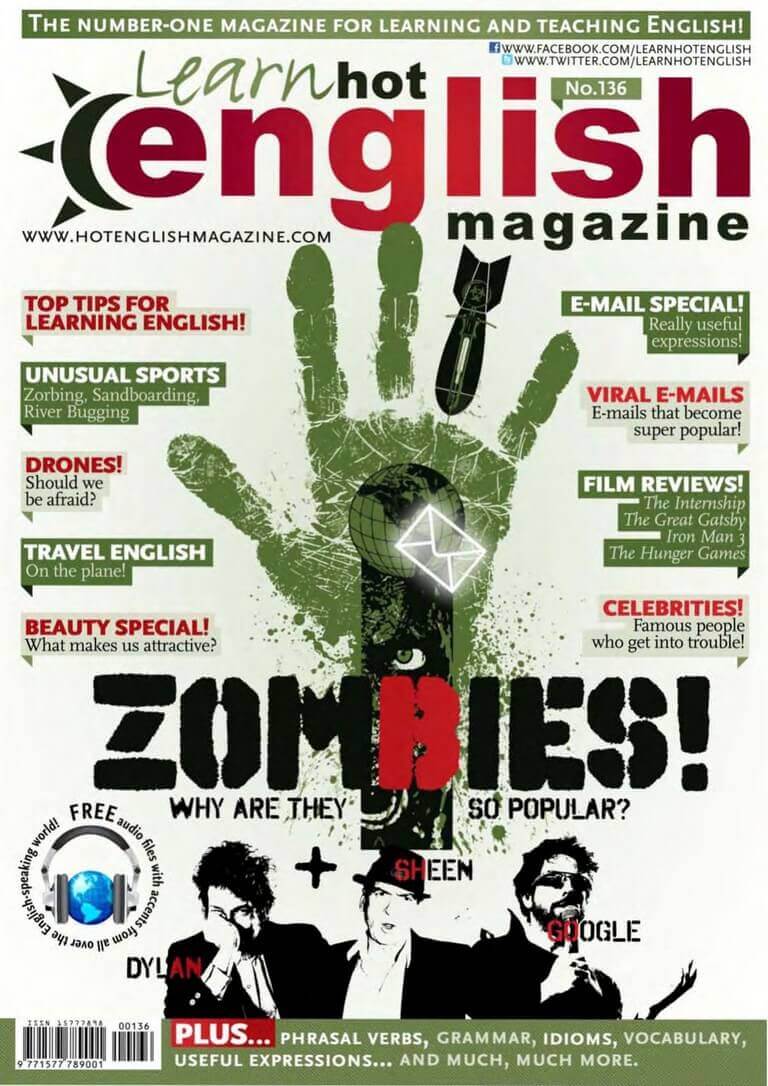 THE NUMBER-ONE MAGAZINE FOR LEARNING AND TEACHING ENGLISH!
WWW.FACEBOOK.COM/LEARNHOTENGLISH
WWW.TWITTER.COM/LEARNHOTENGLISH
Learn hot
No.136
english
magazine
WWW.HOTENGLISHMAGAZINE.COM
TOP TIPS FOR
LEARNING ENGLISH!
UNUSUAL SPORTS
Zorbing, Sandboarding,
River Bugging
DRONES!
Should we
be afraid?
TRAVEL ENGLISH
On the plane!
BEAUTY SPECIAL!
What makes us attractive?
E-MAIL SPECIAL!
Really useful
expressions!
VIRAL E-MAILS
E-mails that become
super popular!
FILM REVIEWS!
The Internship
The Great Gatsby
Iron Man 3
The Hunger Games
CELEBRITIES!
Famous people
who get into trouble!
ZOMBIES!
WHY ARE THEY SO POPULAR?
FREE audio files with accents from all over the English-speaking world!
+
SHEEN
GOOGLE
DYLAN
ISSN 15777898
00136
9 771577 789001
PLUS... PHRASAL VERBS, GRAMMAR, IDIOMS, VOCABULARY,
USEFUL EXPRESSIONS... AND MUCH, MUCH MORE.